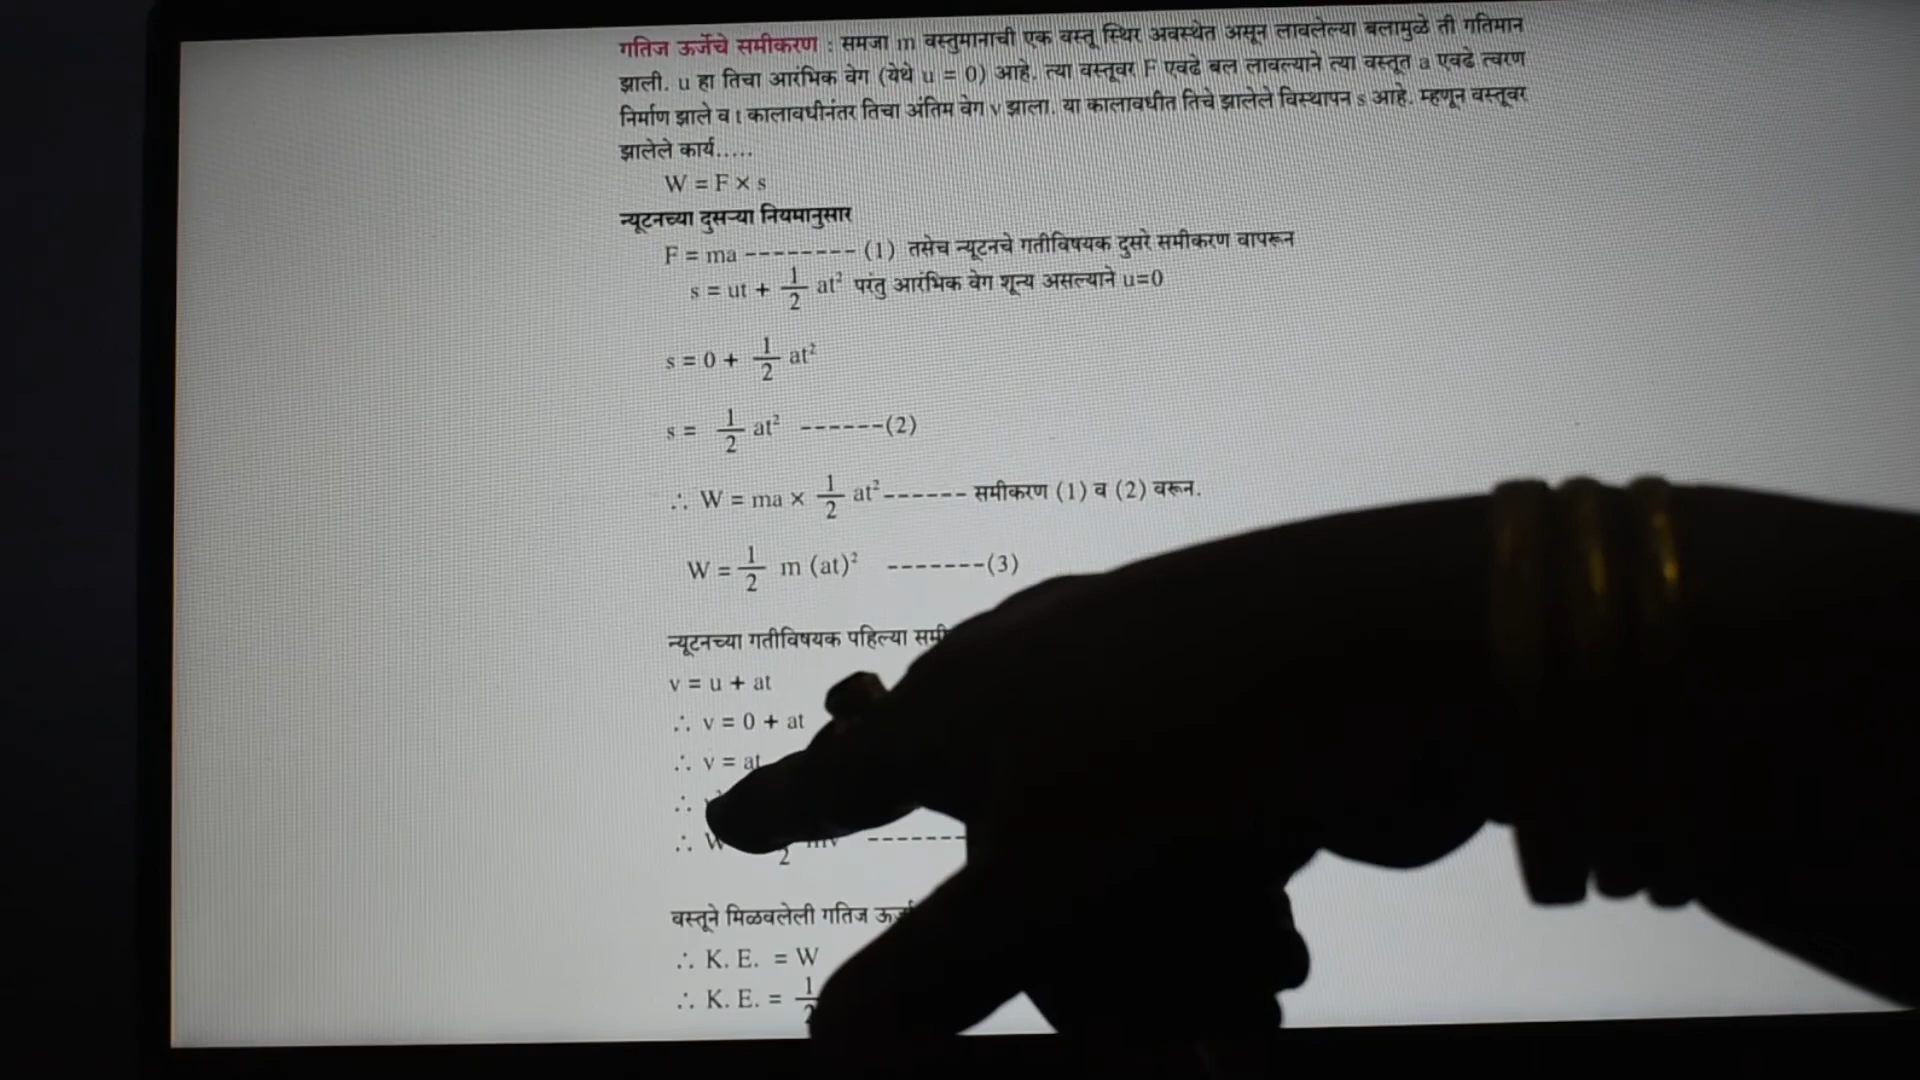 गतिज ऊर्जेचे समीकरण : समजा m वस्तुमानाची एक वस्तू स्थिर अवस्थेत असून लावलेल्या बलामुळे ती गतिमान
झाली. u हा तिचा आरंभिक वेग (येथे u = 0) आहे. त्या वस्तूवर F एवढे बल लावल्याने त्या वस्तूत a एवढे त्वरण
निर्माण झाले व t कालावधीनंतर तिचा अंतिम वेग v झाला. या कालावधीत तिचे झालेले विस्थापन s आहे. म्हणून वस्तूवर
झालेले कार्य.....
W = F × s
न्यूटनच्या दुसऱ्या नियमानुसार
F = ma -------- (1) तसेच न्यूटनचे गतीविषयक दुसरे समीकरण वापरून
s = ut + 1/2 at² परंतु आरंभिक वेग शून्य असल्याने u=0
s = 0 + 1/2 at²
s = 1/2 at² ------(2)
∴ W = ma × 1/2 at²------ समीकरण (1) व (2) वरून.
W = 1/2 m (at)² -------(3)
न्यूटनच्या गतीविषयक पहिल्या
v = u + at
∴ v = 0 + at
∴ v = at
∴
∴ W 2 mv -------
वस्तूने मिळवलेली गतिज
∴ K. E. = W
∴ K. E. = 1/2